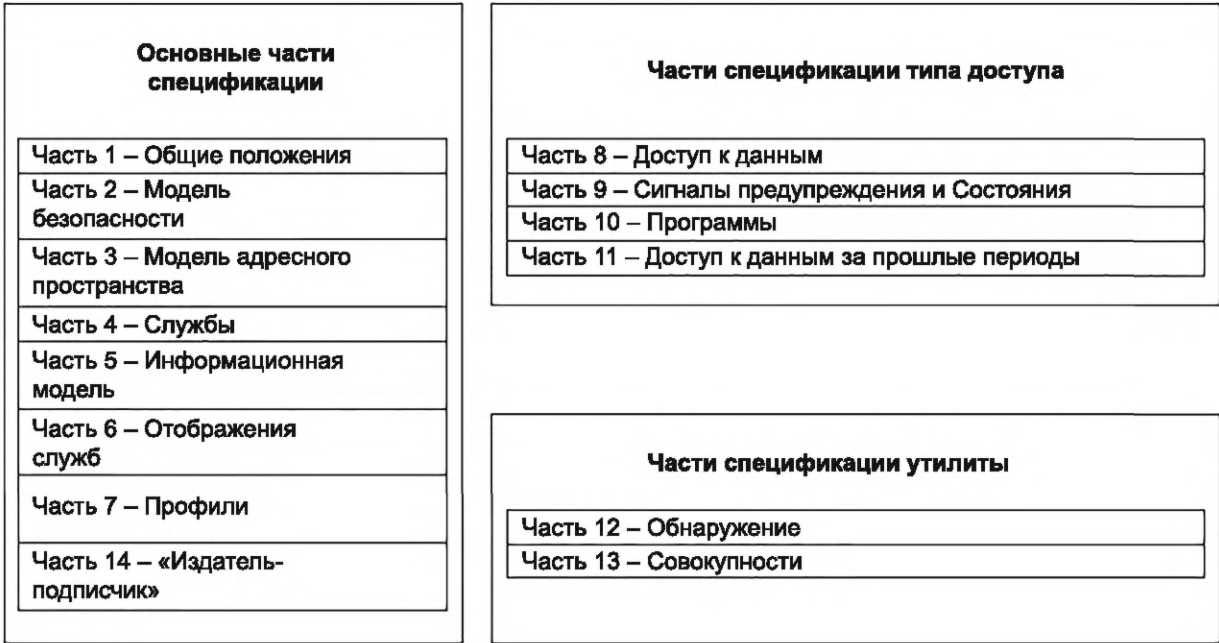 Основные части
спецификации
Часть 1 – Общие положения
Часть 2 – Модель
безопасности
Часть 3 – Модель адресного
пространства
Часть 4 – Службы
Часть 5 – Информационная
модель
Часть 6 – Отображения
служб
Часть 7 – Профили
Часть 14 – «Издатель-
подписчик»
Части спецификации типа доступа
Часть 8 – Доступ к данным
Часть 9 – Сигналы предупреждения и Состояния
Часть 10 – Программы
Часть 11 – Доступ к данным за прошлые периоды
Части спецификации утилиты
Часть 12 – Обнаружение
Часть 13 – Совокупности